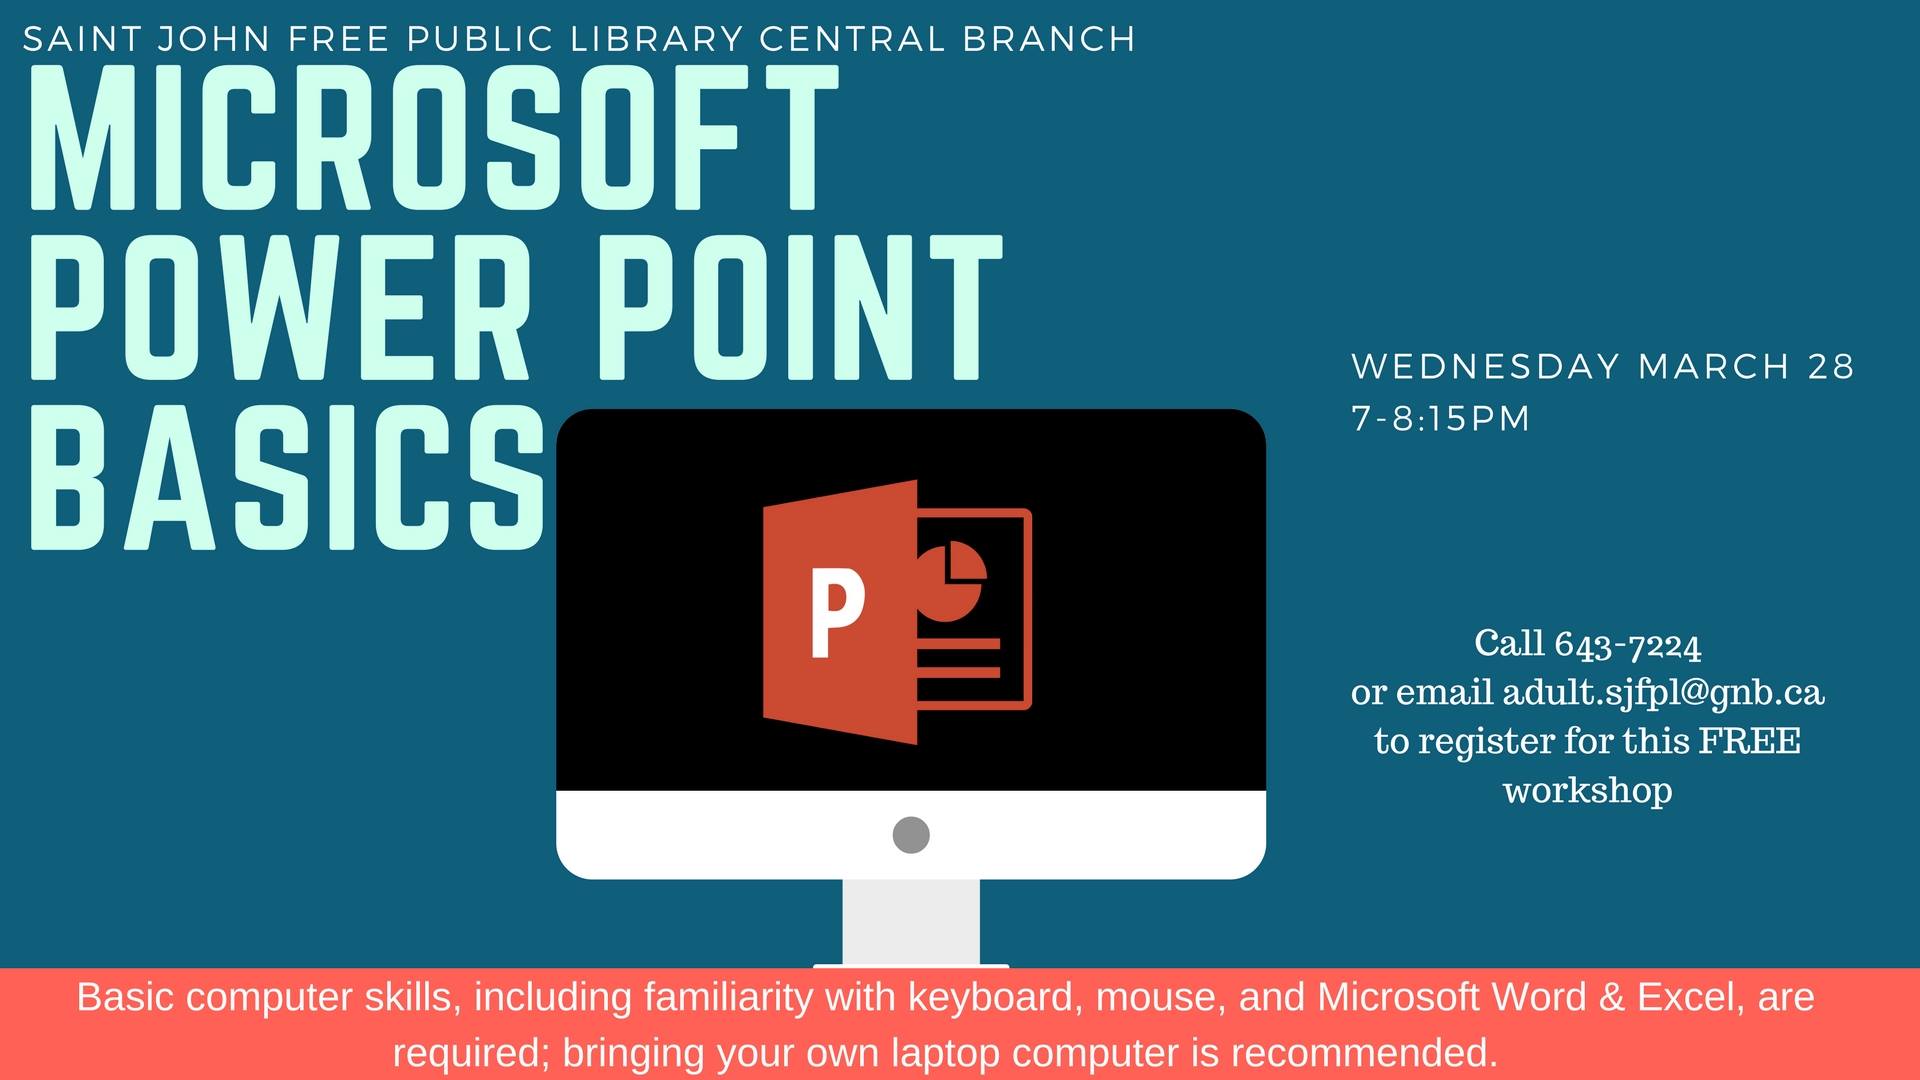 SAINT JOHN FREE PUBLIC LIBRARY CENTRAL BRANCH
MICROSOFT
POWER POINT
BASICS
WEDNESDAY MARCH 28
7-8:15PM
P
Call 643-7224
or email adult.sjfpl@gnb.ca
to register for this FREE
workshop
Basic computer skills, including familiarity with keyboard, mouse, and Microsoft Word & Excel, are
required; bringing your own laptop computer is recommended.